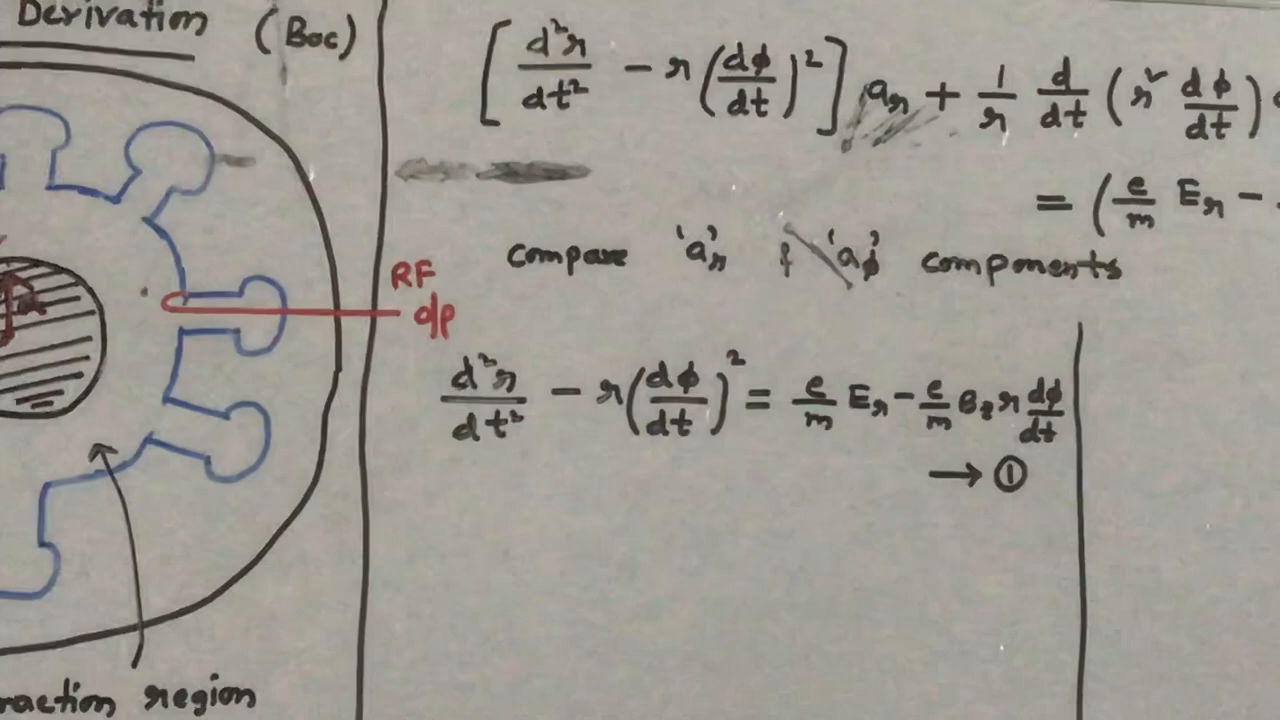 Derivation (Boc)
[d²r/dt² - r(dϕ/dt)²] aᵣ + 1/r d/dt (r² dϕ/dt)
= (e/m Eᵣ -
compare 'aᵣ' & 'aϕ' components
RF
o/p
d²r/dt² - r(dϕ/dt)² = e/m Eᵣ - e/m B_z r dϕ/dt
→ ①
raction region